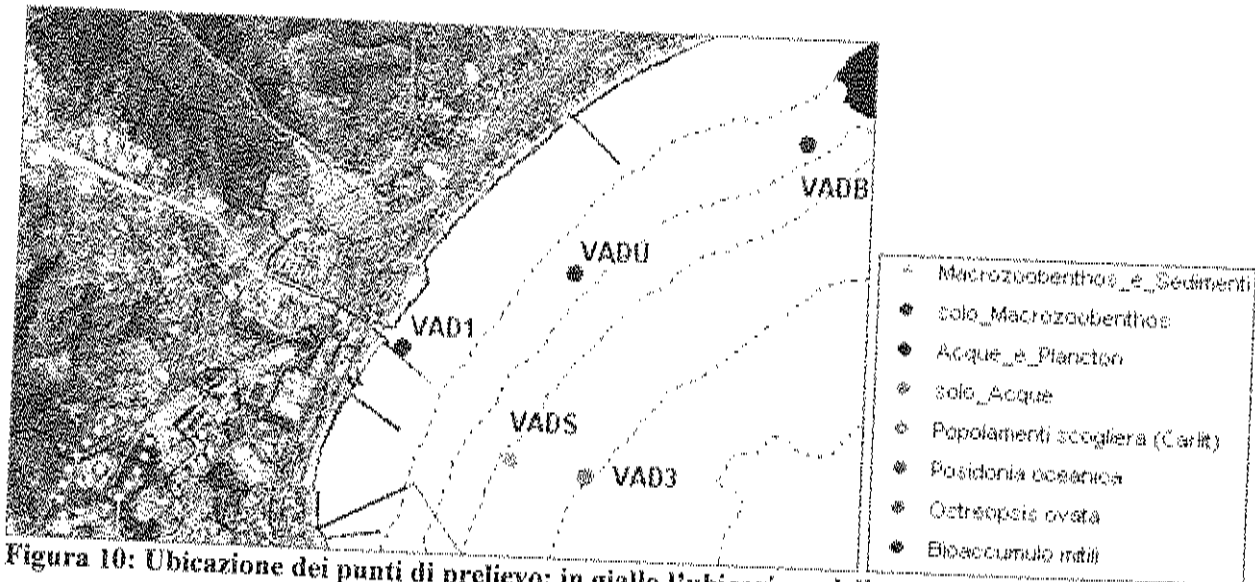 VADB
VADU
VAD1
VADS
VAD3
Macrozoobenthos_e_Sedimenti
solo_Macrozoobenthos
Acque_e_Plancton
solo_Acque
Popolamenti scogliera (Carlit)
Posidonia oceanica
Ostreopsis ovata
Bioaccumulo mitili
Figura 10: Ubicazione dei punti di prelievo: in giallo l'ubicazione